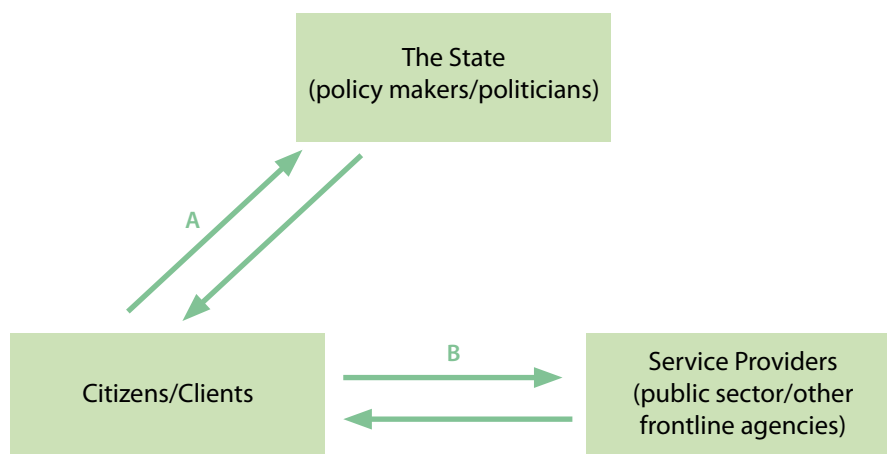 The State
(policy makers/politicians)
A
B
Citizens/Clients
Service Providers
(public sector/other
frontline agencies)